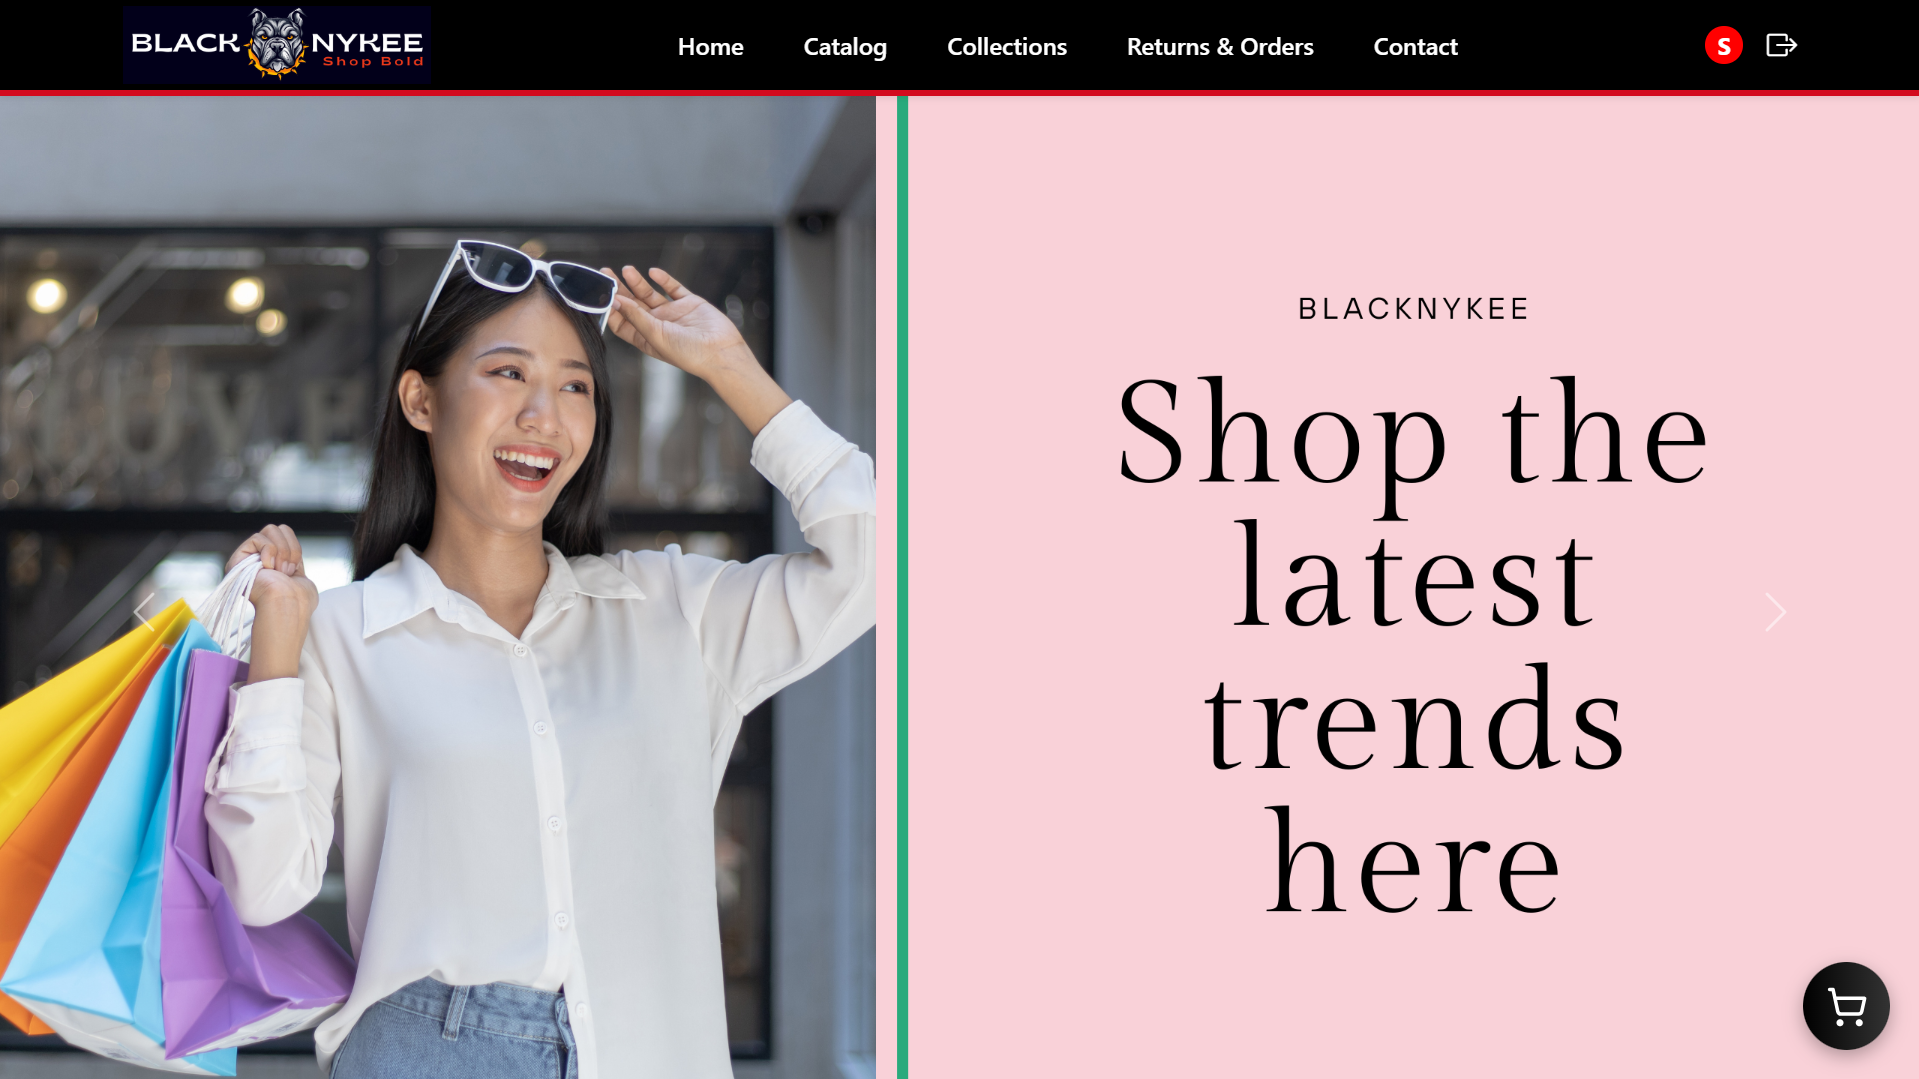 BLACK NYKEE
Shop Bold
Home Catalog Collections Returns & Orders Contact
S
BLACKNYKEE
Shop the
latest
trends
here